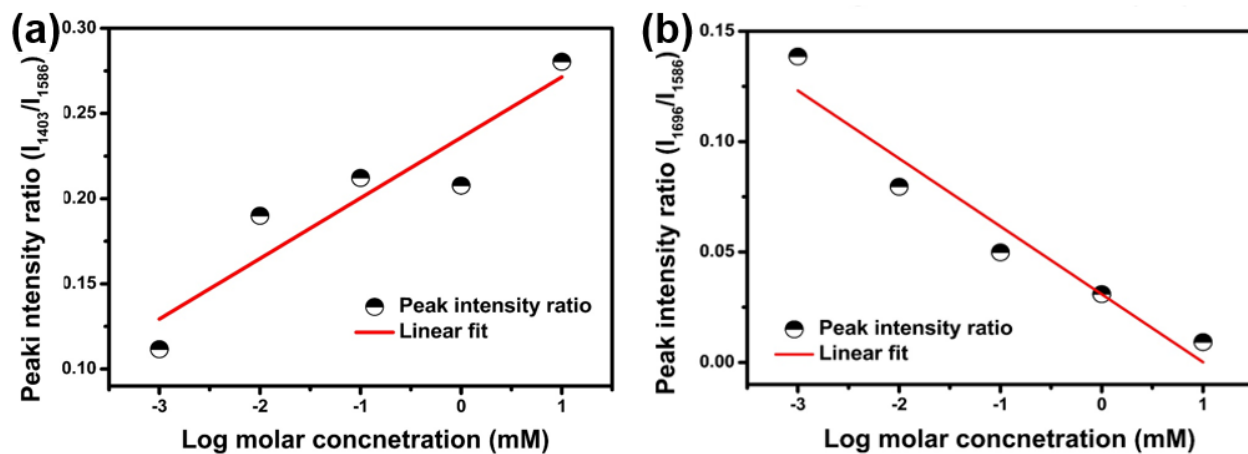 (a)
Peaki ntensity ratio (I1403/I1586)
0.30
0.25
0.20
0.15
0.10
-3 -2 -1 0 1
Peak intensity ratio
Linear fit
Log molar concnetration (mM)
(b)
Peak intensity ratio (I1696/I1586)
0.15
0.10
0.05
0.00
-3 -2 -1 0 1
Peak intensity ratio
Linear fit
Log molar concnetration (mM)